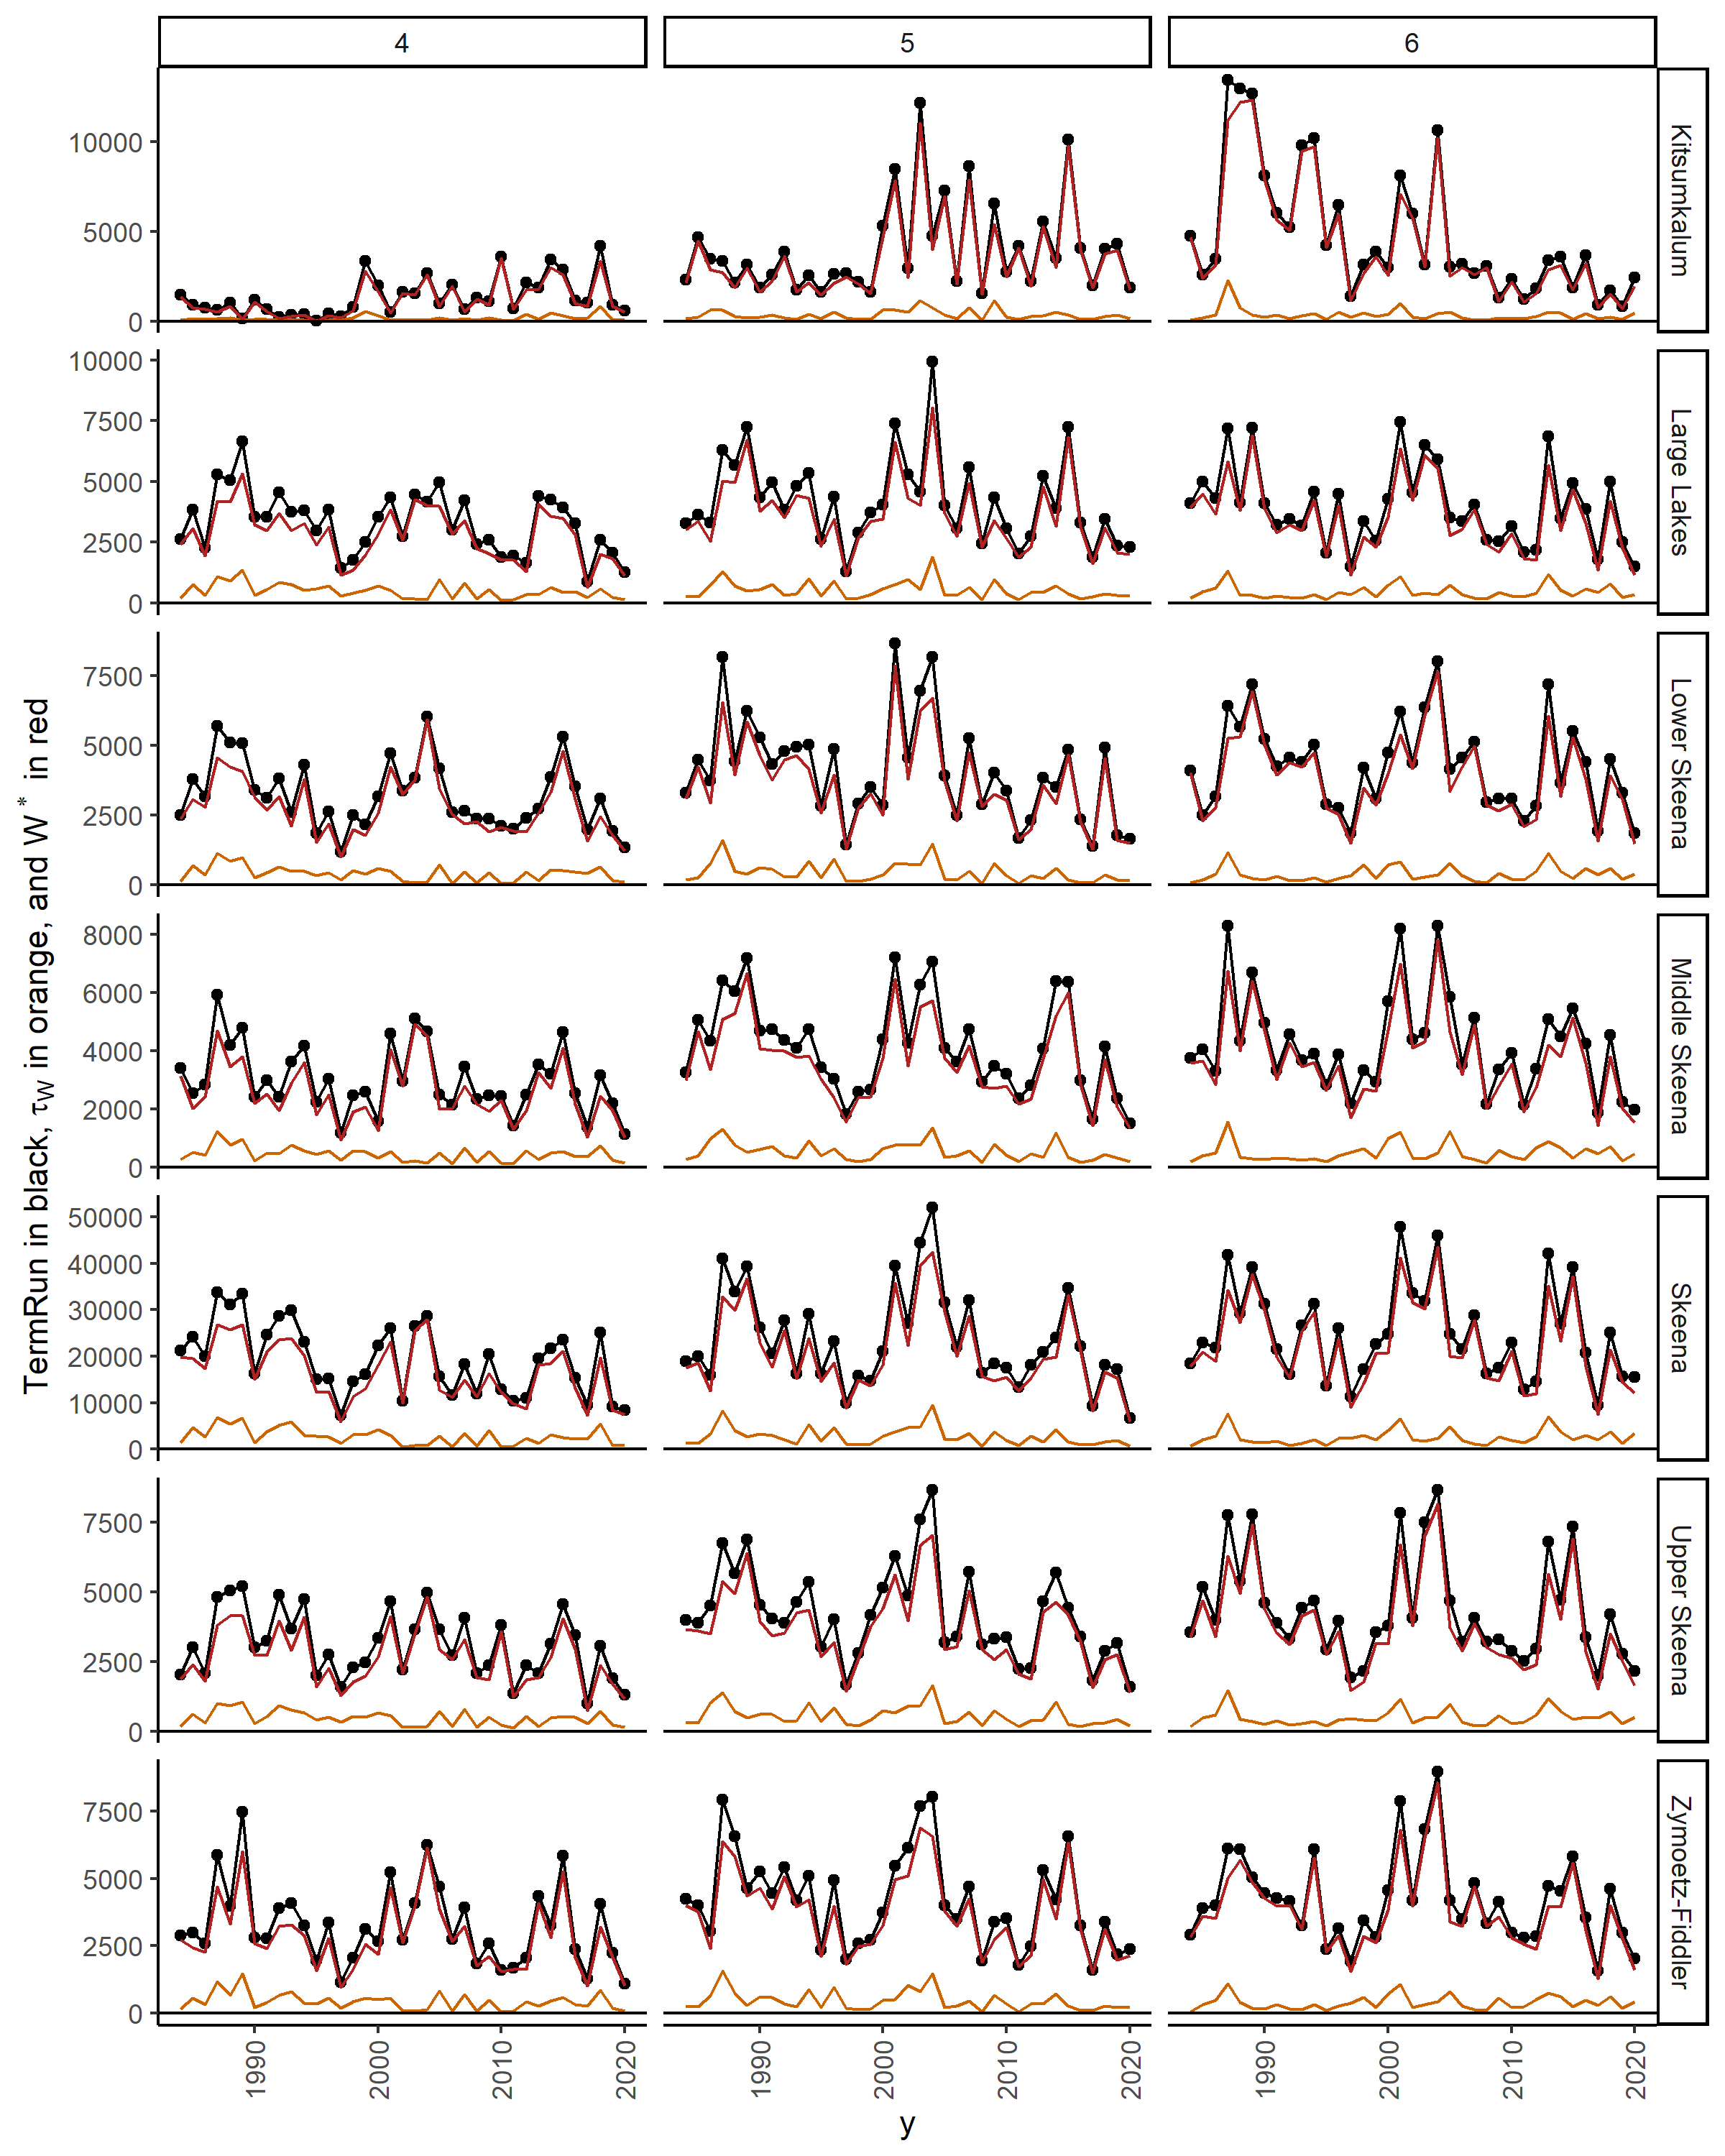 4 5 6
Kitsumkalum
10000
5000
0
Large Lakes
10000
7500
5000
2500
0
Lower Skeena
7500
5000
2500
0
Middle Skeena
8000
6000
4000
2000
0
Skeena
50000
40000
30000
20000
10000
0
Upper Skeena
7500
5000
2500
0
Zymoetz-Fiddler
7500
5000
2500
0
1990 2000 2010 2020 1990 2000 2010 2020 1990 2000 2010 2020
y
TermRun in black, τW in orange, and W* in red